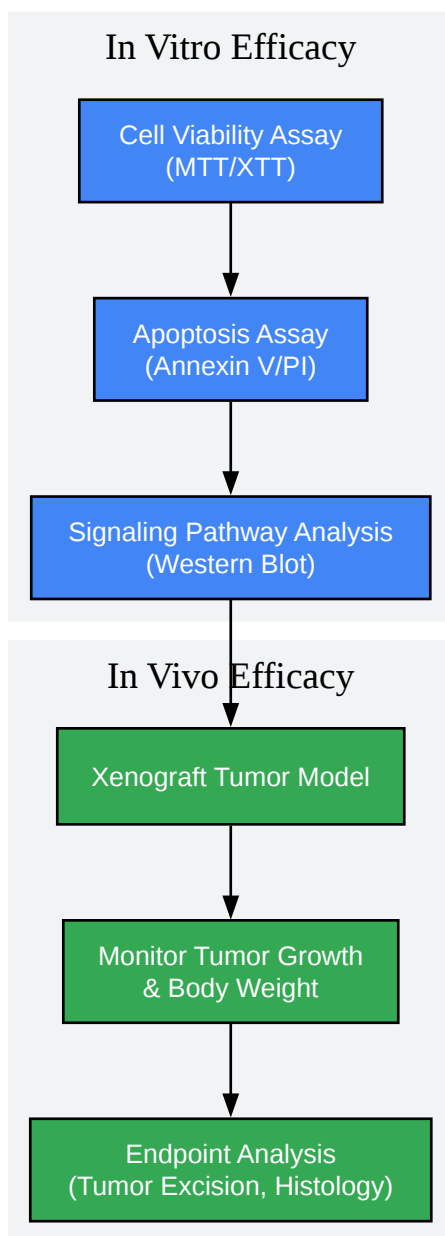 In Vitro Efficacy
Cell Viability Assay
(MTT/XTT)
Apoptosis Assay
(Annexin V/PI)
Signaling Pathway Analysis
(Western Blot)
In Vivo Efficacy
Xenograft Tumor Model
Monitor Tumor Growth
& Body Weight
Endpoint Analysis
(Tumor Excision, Histology)